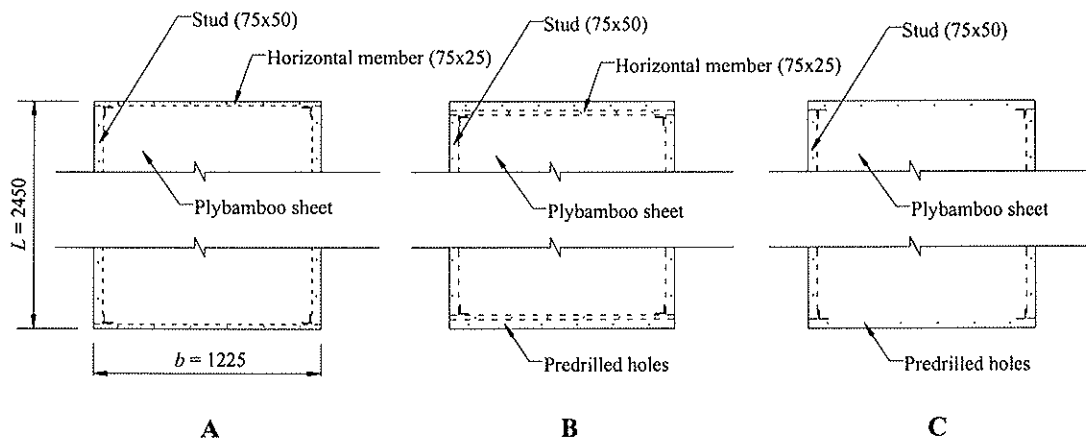 Stud (75x50)
Horizontal member (75x25)
Plybamboo sheet
L = 2450
b = 1225
A
Stud (75x50)
Horizontal member (75x25)
Plybamboo sheet
Predrilled holes
B
Stud (75x50)
Plybamboo sheet
Predrilled holes
C